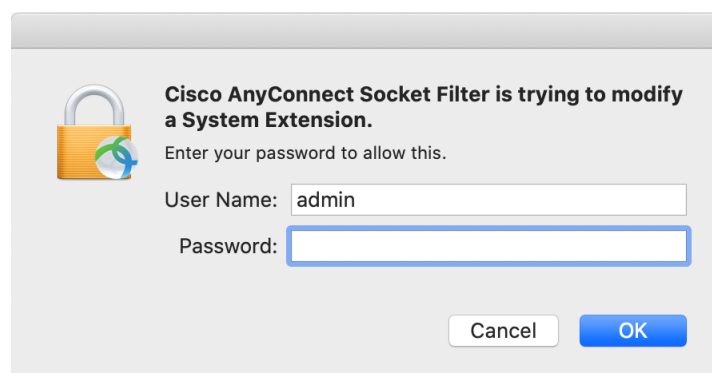 Cisco AnyConnect Socket Filter is trying to modify
a System Extension.
Enter your password to allow this.
User Name: admin
Password:
Cancel OK